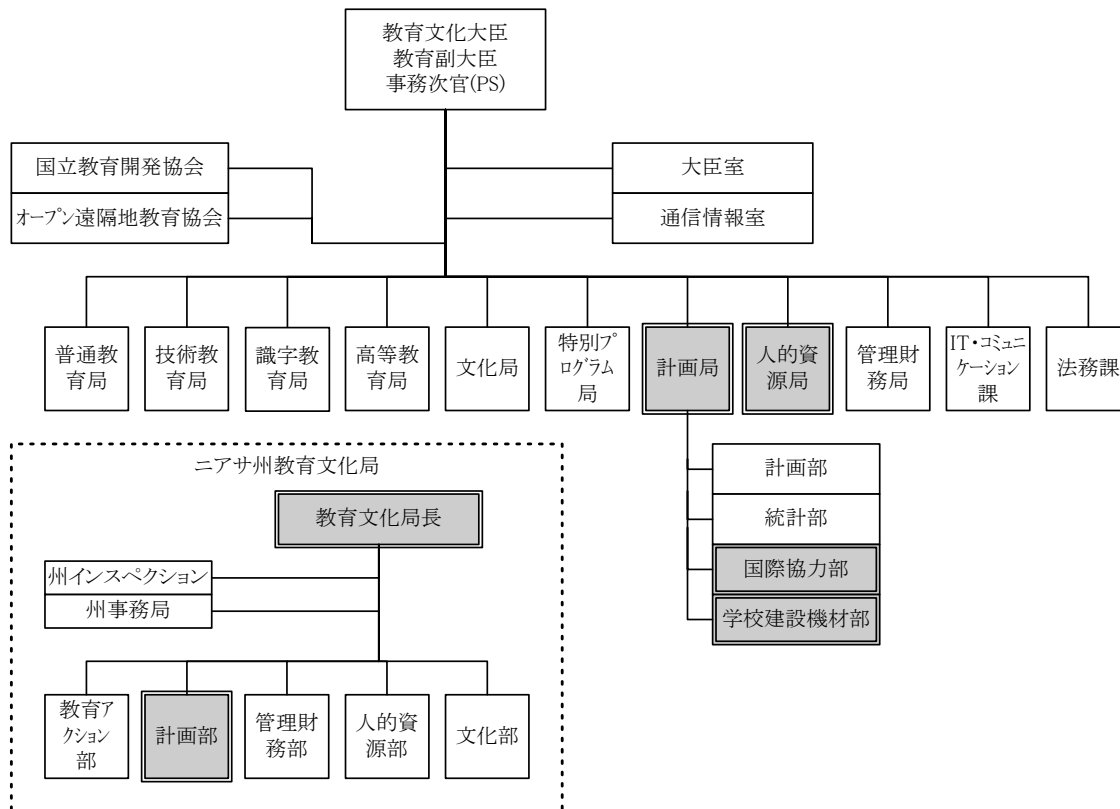 教育文化大臣
教育副大臣
事務次官(PS)
国立教育開発協会
オープン遠隔地教育協会
大臣室
通信情報室
普通教
育局
技術教
育局
識字教
育局
高等教
育局
文化局
特別プ
ログラム
局
計画局
人的資
源局
管理財
務局
IT・コミュニ
ケーション
課
法務課
計画部
統計部
国際協力部
学校建設機材部
ニアサ州教育文化局
教育文化局長
州インスペクション
州事務局
教育ア
クション
部
計画部
管理財
務部
人的資
源部
文化部